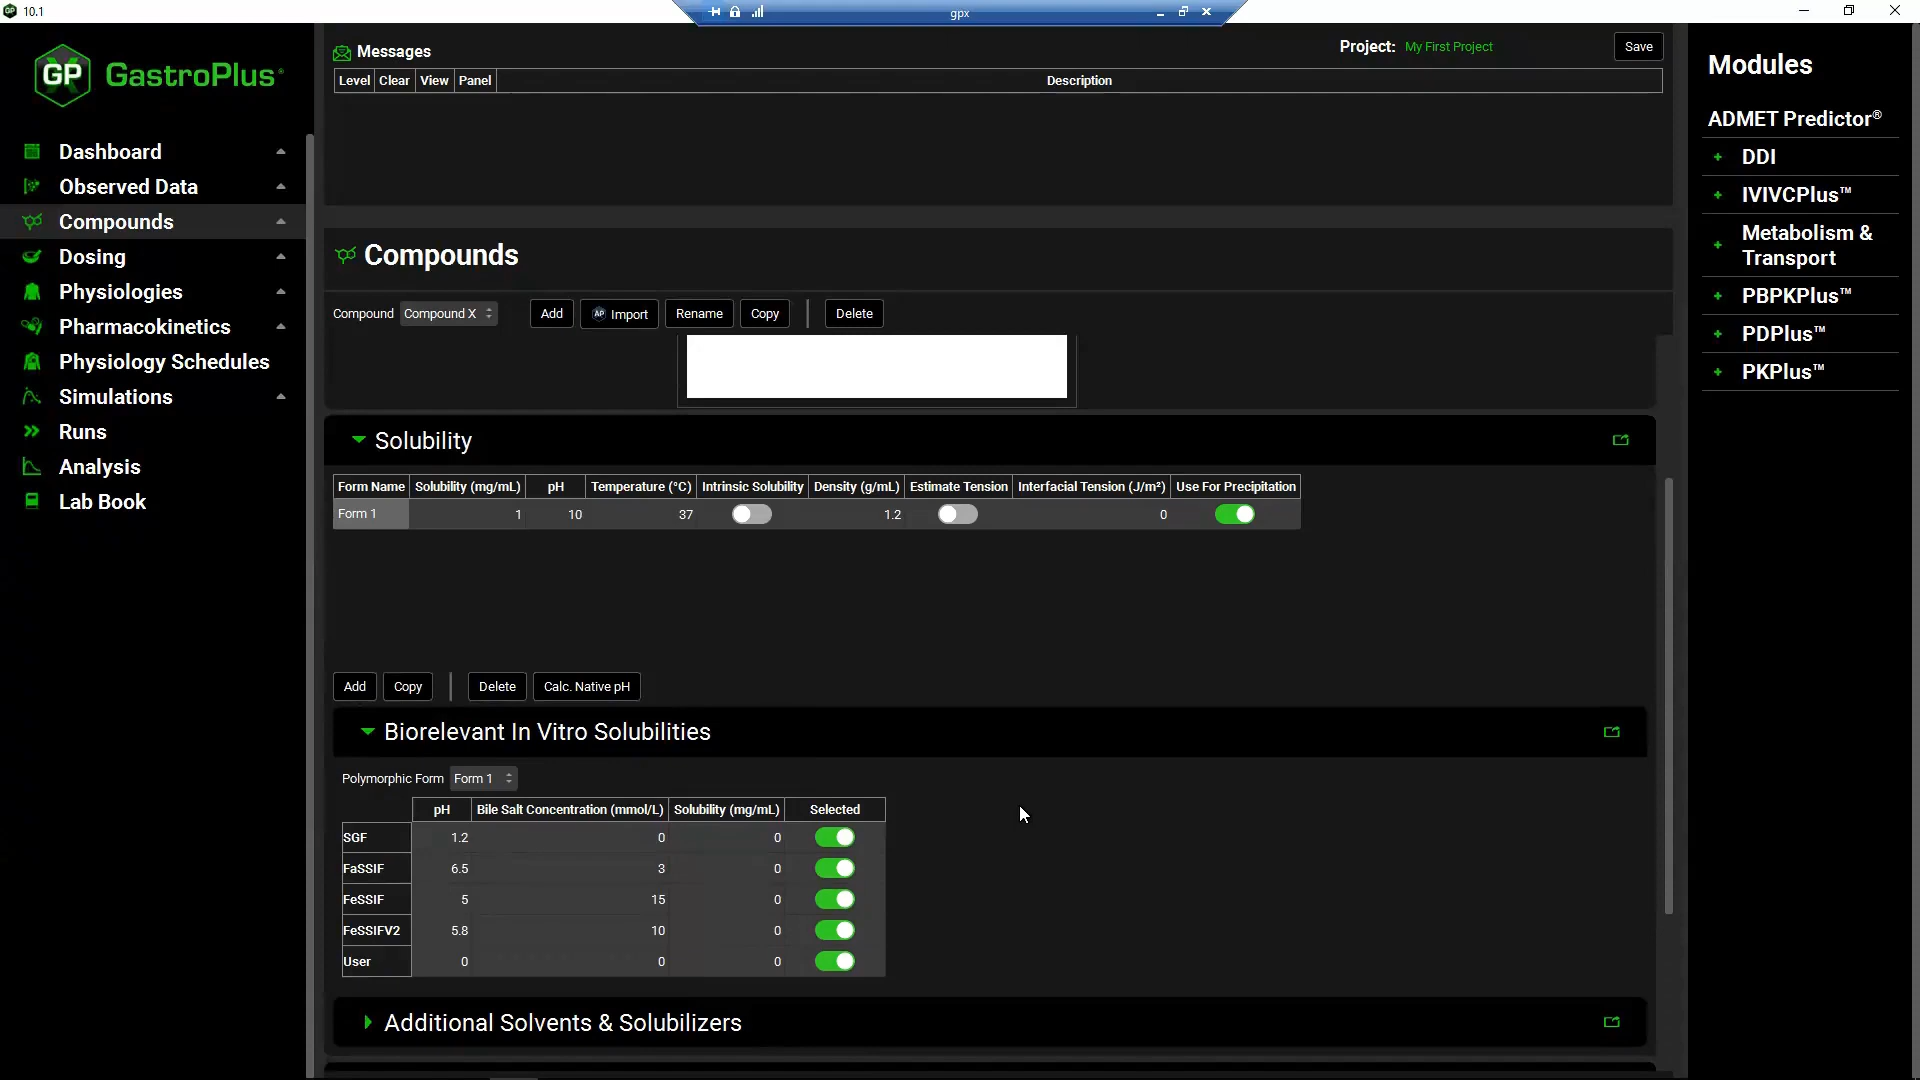 10.1
gpx
GP GastroPlus®
Dashboard
Observed Data
Compounds
Dosing
Physiologies
Pharmacokinetics
Physiology Schedules
Simulations
Runs
Analysis
Lab Book
Messages
Project: My First Project
Save
Level Clear View Panel Description
Compounds
Compound Compound X Add AP Import Rename Copy Delete
Solubility
Form Name Solubility (mg/mL) pH Temperature (°C) Intrinsic Solubility Density (g/mL) Estimate Tension Interfacial Tension (J/m²) Use For Precipitation
Form 1 1 10 37 1.2 0
Add Copy Delete Calc. Native pH
Biorelevant In Vitro Solubilities
Polymorphic Form Form 1
pH Bile Salt Concentration (mmol/L) Solubility (mg/mL) Selected
SGF 1.2 0 0
FaSSIF 6.5 3 0
FeSSIF 5 15 0
FeSSIFV2 5.8 10 0
User 0 0 0
Additional Solvents & Solubilizers
Modules
ADMET Predictor®
+ DDI
+ IVIVCPlus™
+ Metabolism &
Transport
+ PBPKPlus™
+ PDPlus™
+ PKPlus™